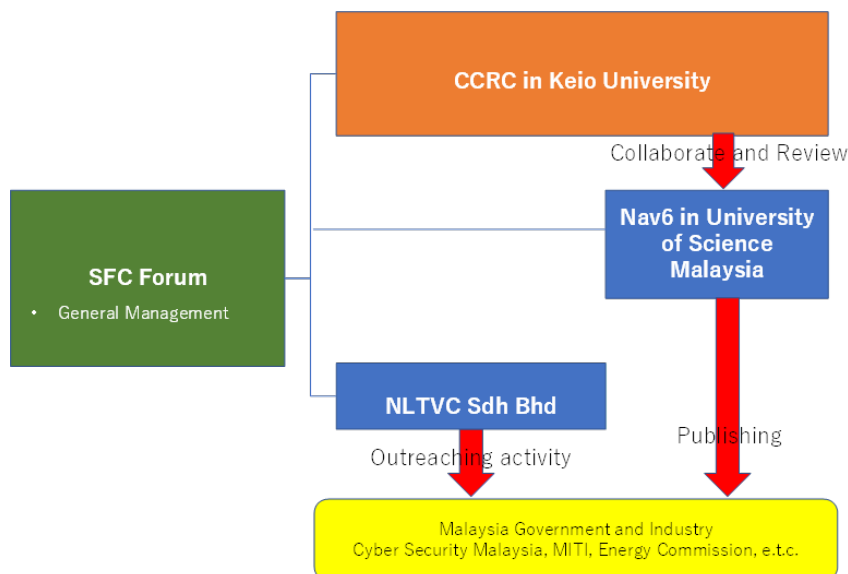 CCRC in Keio University
Collaborate and Review
Nav6 in University
of Science
Malaysia
SFC Forum
• General Management
NLTVC Sdh Bhd
Outreaching activity
Publishing
Malaysia Government and Industry
Cyber Security Malaysia, MITI, Energy Commission, e.t.c.